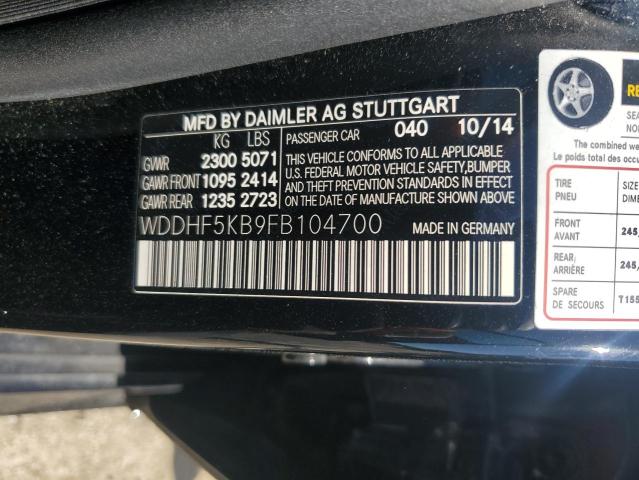 MFD BY DAIMLER AG STUTTGART
KG LBS PASSENGER CAR 040 10/14
GVWR 2300 5071
GAWR FRONT 1095 2414
GAWR REAR 1235 2723
THIS VEHICLE CONFORMS TO ALL APPLICABLE
U.S. FEDERAL MOTOR VEHICLE SAFETY,BUMPER
AND THEFT PREVENTION STANDARDS IN EFFECT
ON THE DATE OF MANUFACTURE SHOWN ABOVE
WDDHF5KB9FB104700 MADE IN GERMANY
The combined we
Le poids total des occu
TIRE SIZE
PNEU DIME
FRONT 245,
AVANT
REAR, 245,
ARRIÈRE
SPARE T155
DE SECOURS